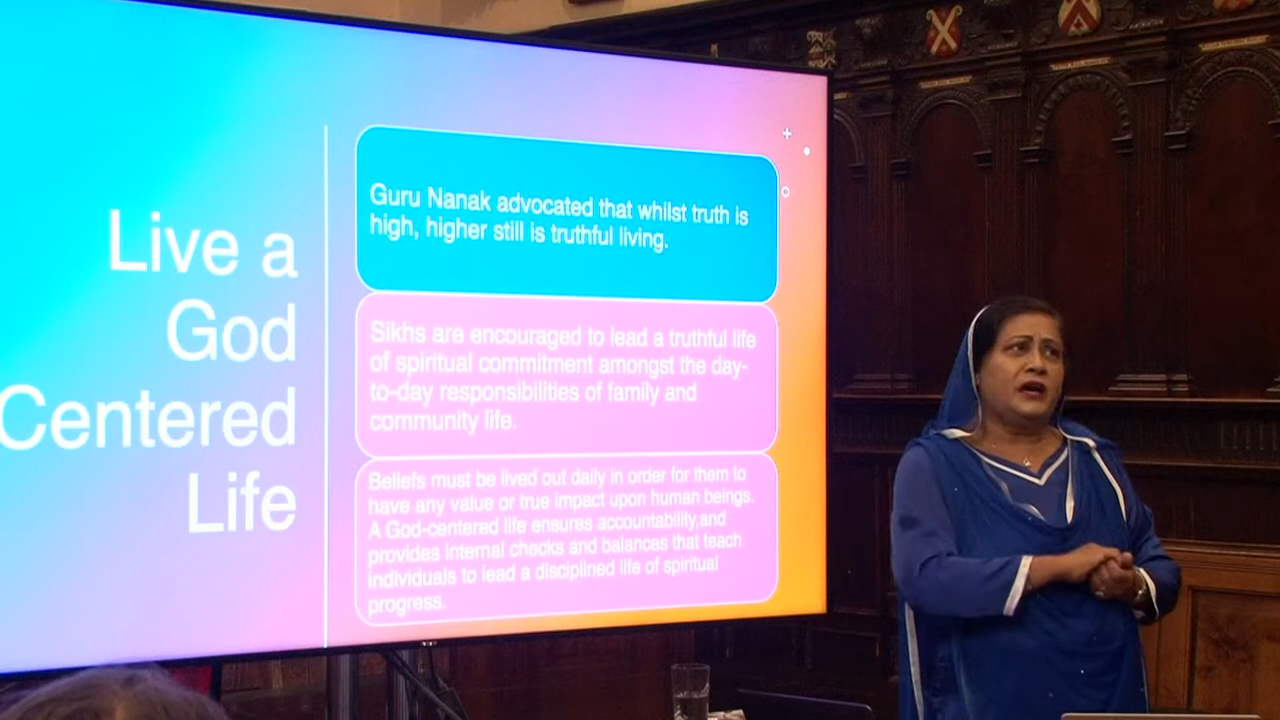 Live a
God
Centered
Life
Guru Nanak advocated that whilst truth is
high, higher still is truthful living.
Sikhs are encouraged to lead a truthful life
of spiritual commitment amongst the day-
to-day responsibilities of family and
community life.
Beliefs must be lived out daily in order for them to
have any value or true impact upon human beings.
A God-centered life ensures accountability,and
provides internal checks and balances that teach
individuals to lead a disciplined life of spiritual
progress.